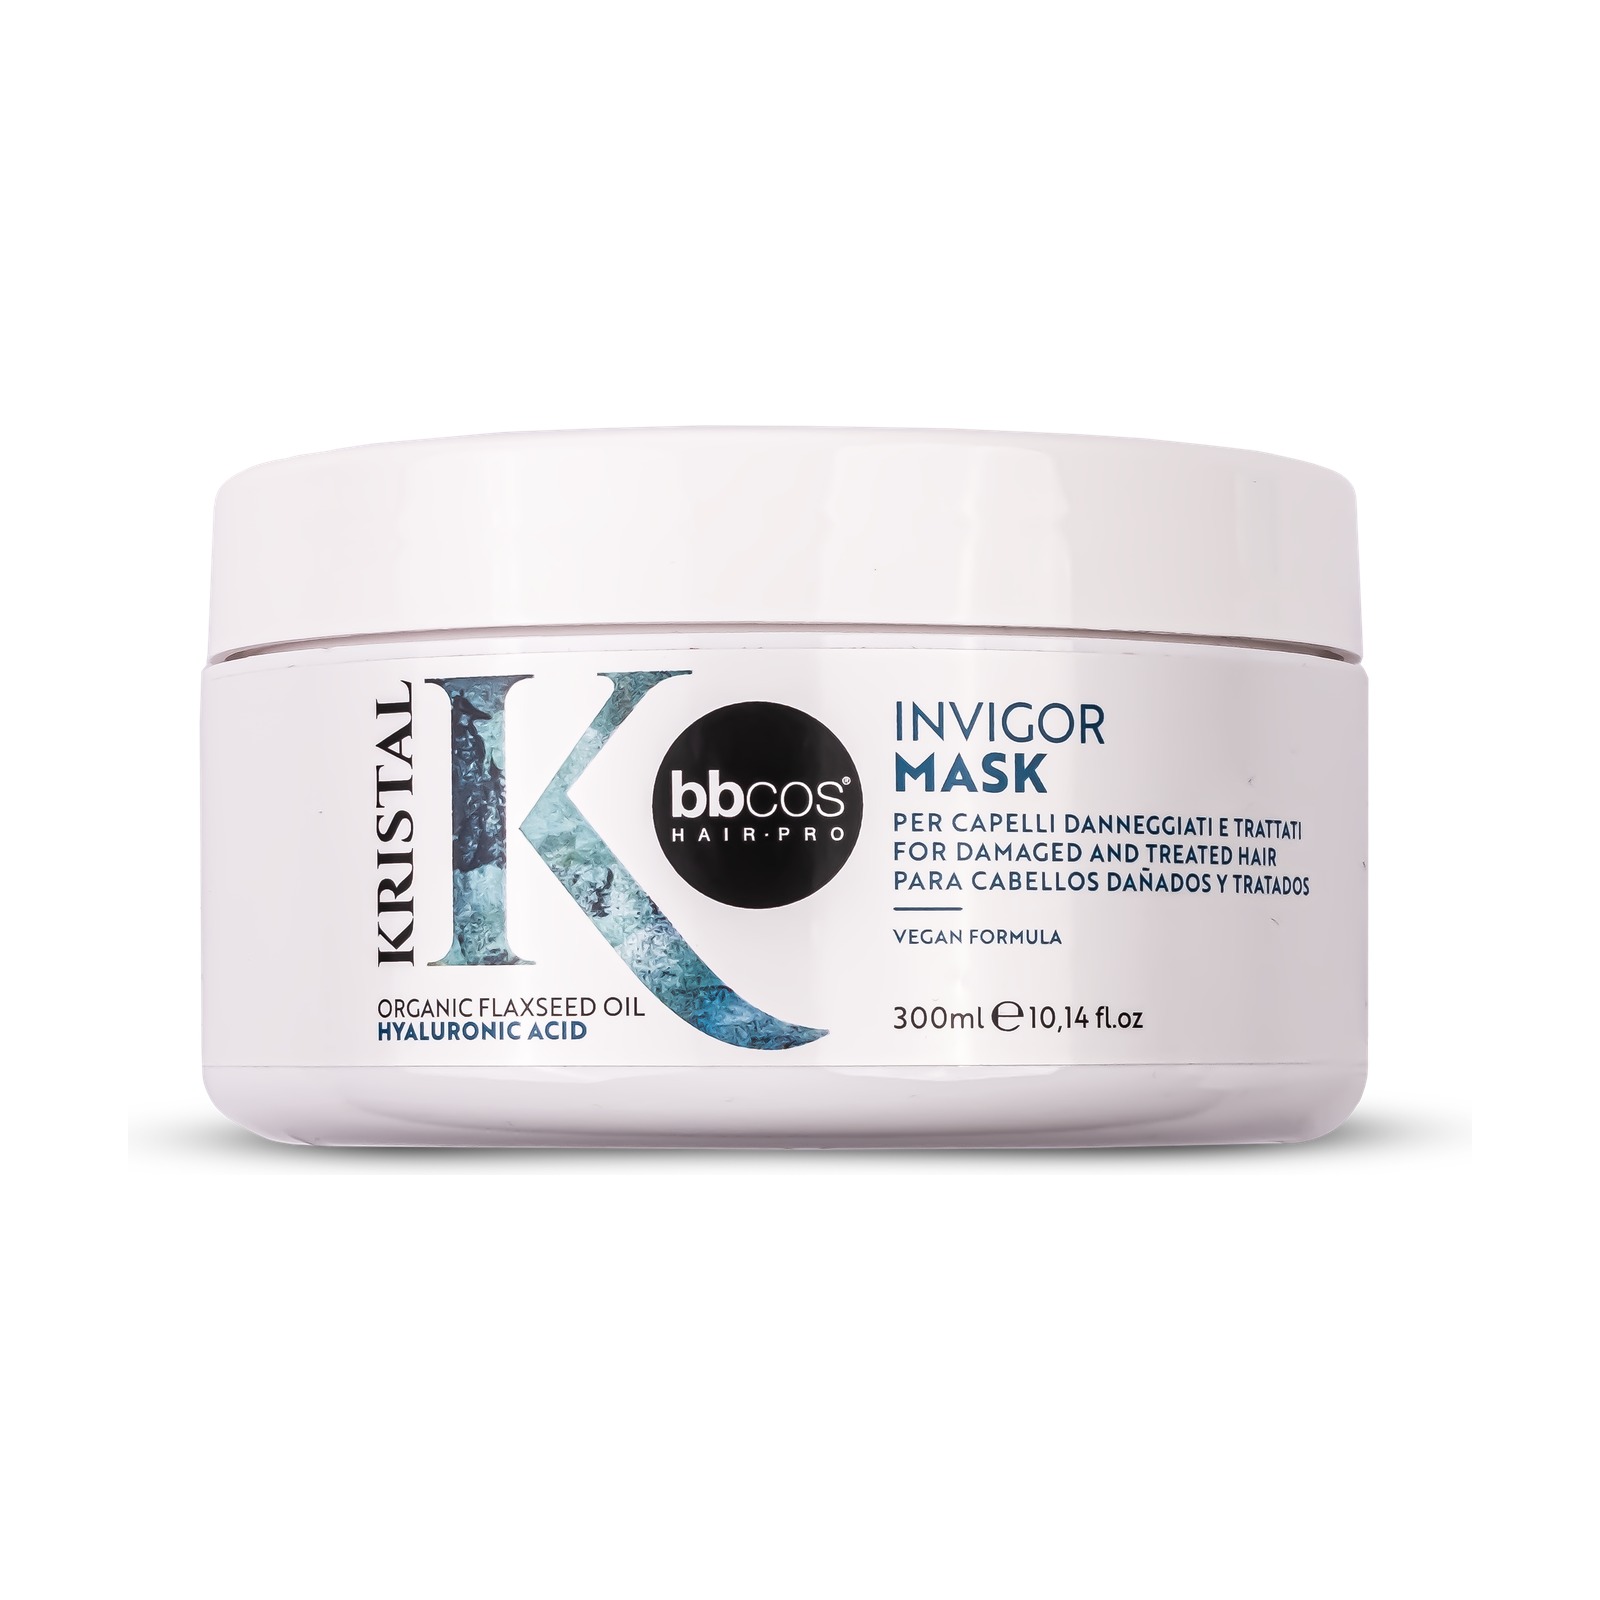 KRISTAL
K
bbcos®
HAIR·PRO
ORGANIC FLAXSEED OIL
HYALURONIC ACID
INVIGOR
MASK
PER CAPELLI DANNEGGIATI E TRATTATI
FOR DAMAGED AND TREATED HAIR
PARA CABELLOS DAÑADOS Y TRATADOS
VEGAN FORMULA
300ml ℮ 10,14 fl.oz